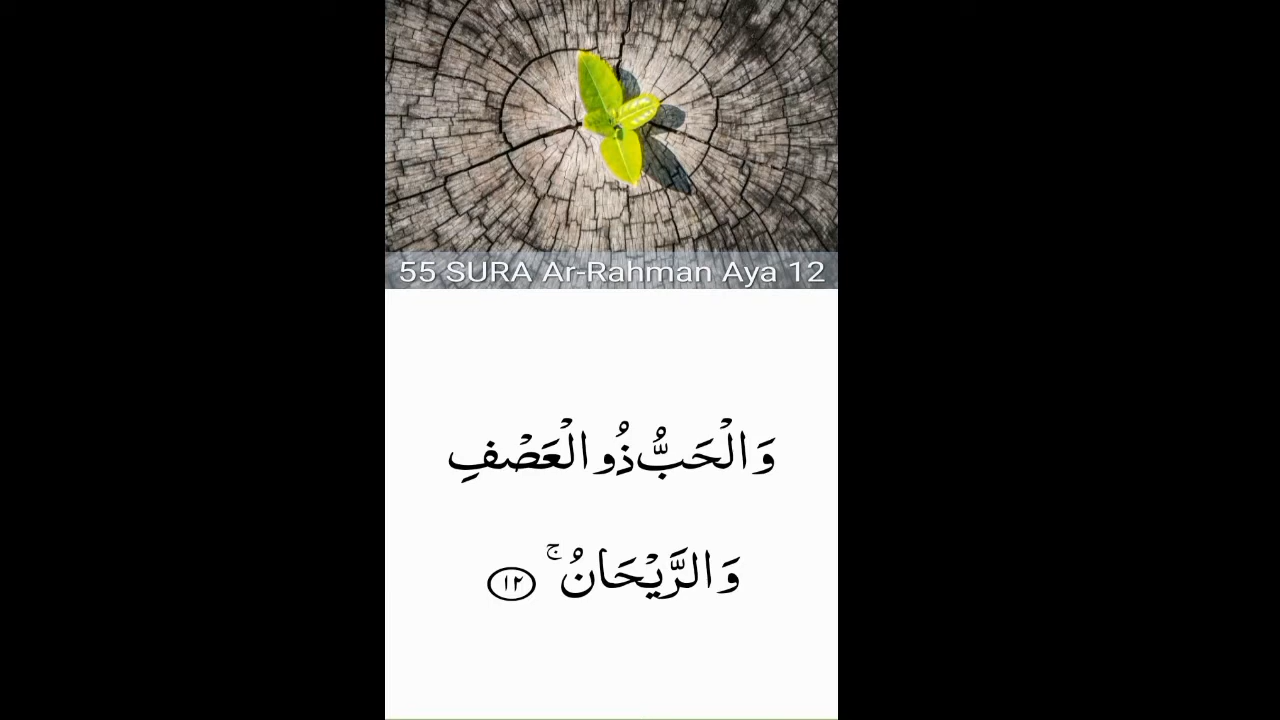 55 SURA Ar-Rahman Aya 12
وَالْحَبُّ ذُو الْعَصْفِ
وَالرَّيْحَانُ ۚ ١٢